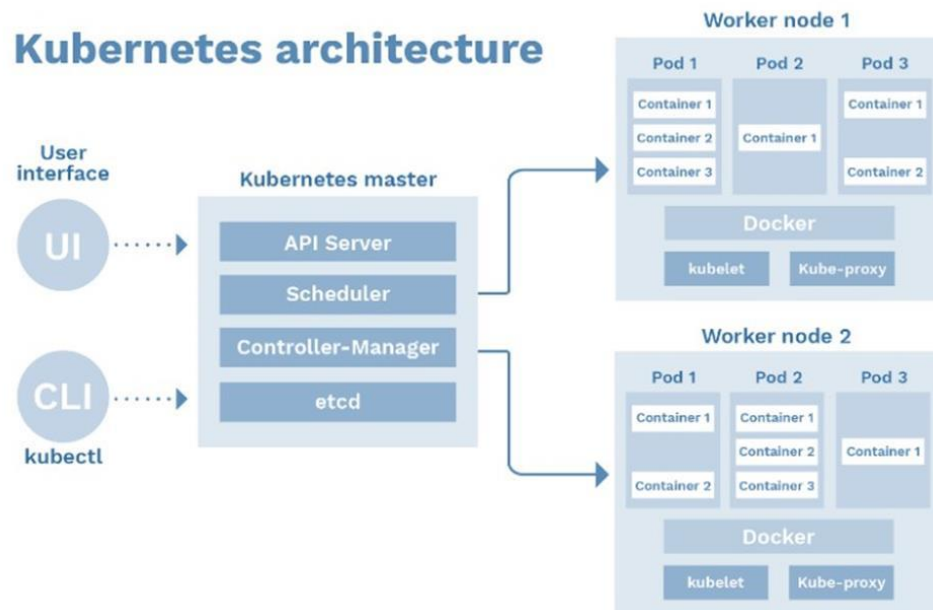 Kubernetes architecture
User
interface
UI
CLI
kubectl
Kubernetes master
API Server
Scheduler
Controller-Manager
etcd
Worker node 1
Pod 1
Container 1
Container 2
Container 3
Pod 2
Container 1
Pod 3
Container 1
Container 2
Docker
kubelet
Kube-proxy
Worker node 2
Pod 1
Container 1
Container 2
Pod 2
Container 1
Container 2
Container 3
Pod 3
Container 1
Docker
kubelet
Kube-proxy